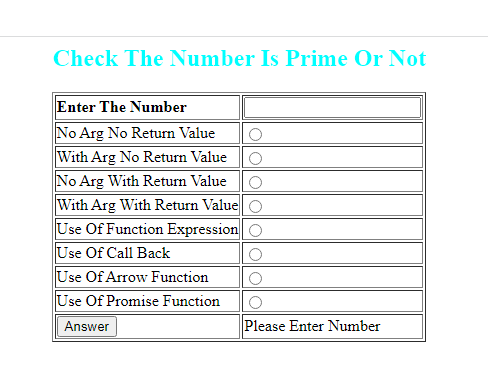 Check The Number Is Prime Or Not
Enter The Number
No Arg No Return Value
With Arg No Return Value
No Arg With Return Value
With Arg With Return Value
Use Of Function Expression
Use Of Call Back
Use Of Arrow Function
Use Of Promise Function
Answer Please Enter Number